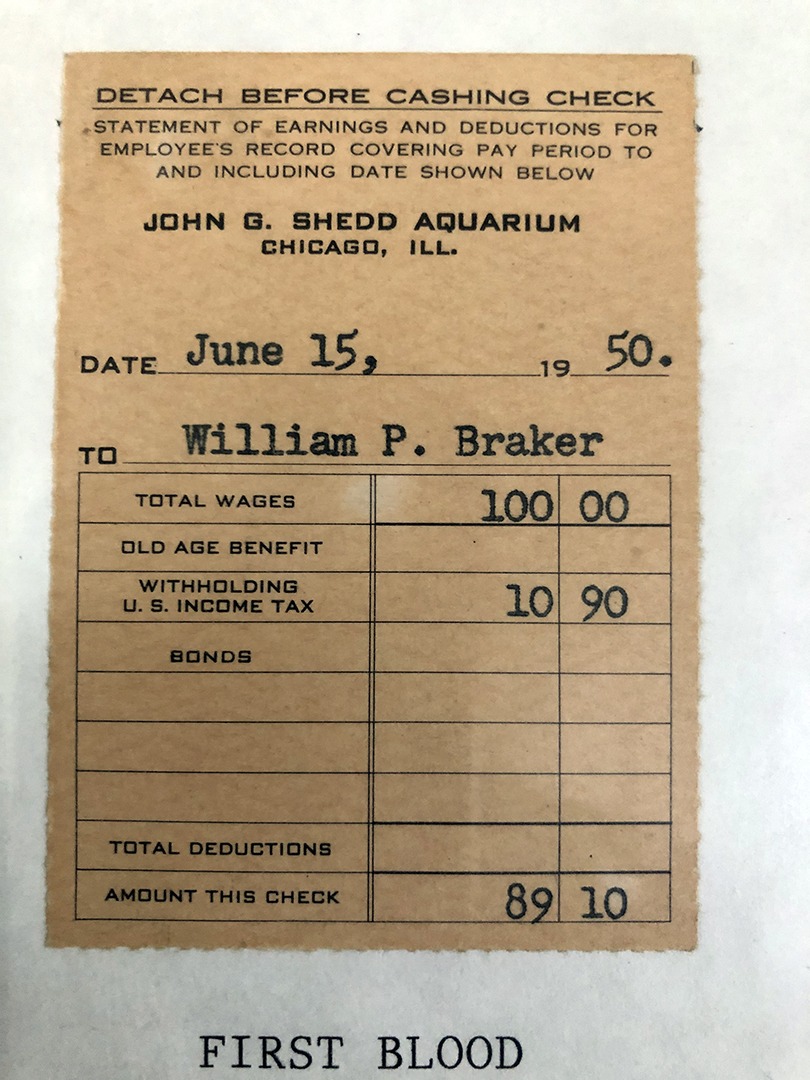 DETACH BEFORE CASHING CHECK
STATEMENT OF EARNINGS AND DEDUCTIONS FOR
EMPLOYEE'S RECORD COVERING PAY PERIOD TO
AND INCLUDING DATE SHOWN BELOW
JOHN G. SHEDD AQUARIUM
CHICAGO, ILL.
DATE June 15, 19 50.
TO William P. Braker
TOTAL WAGES 100 00
OLD AGE BENEFIT
WITHHOLDING
U. S. INCOME TAX 10 90
BONDS
TOTAL DEDUCTIONS
AMOUNT THIS CHECK 89 10
FIRST BLOOD